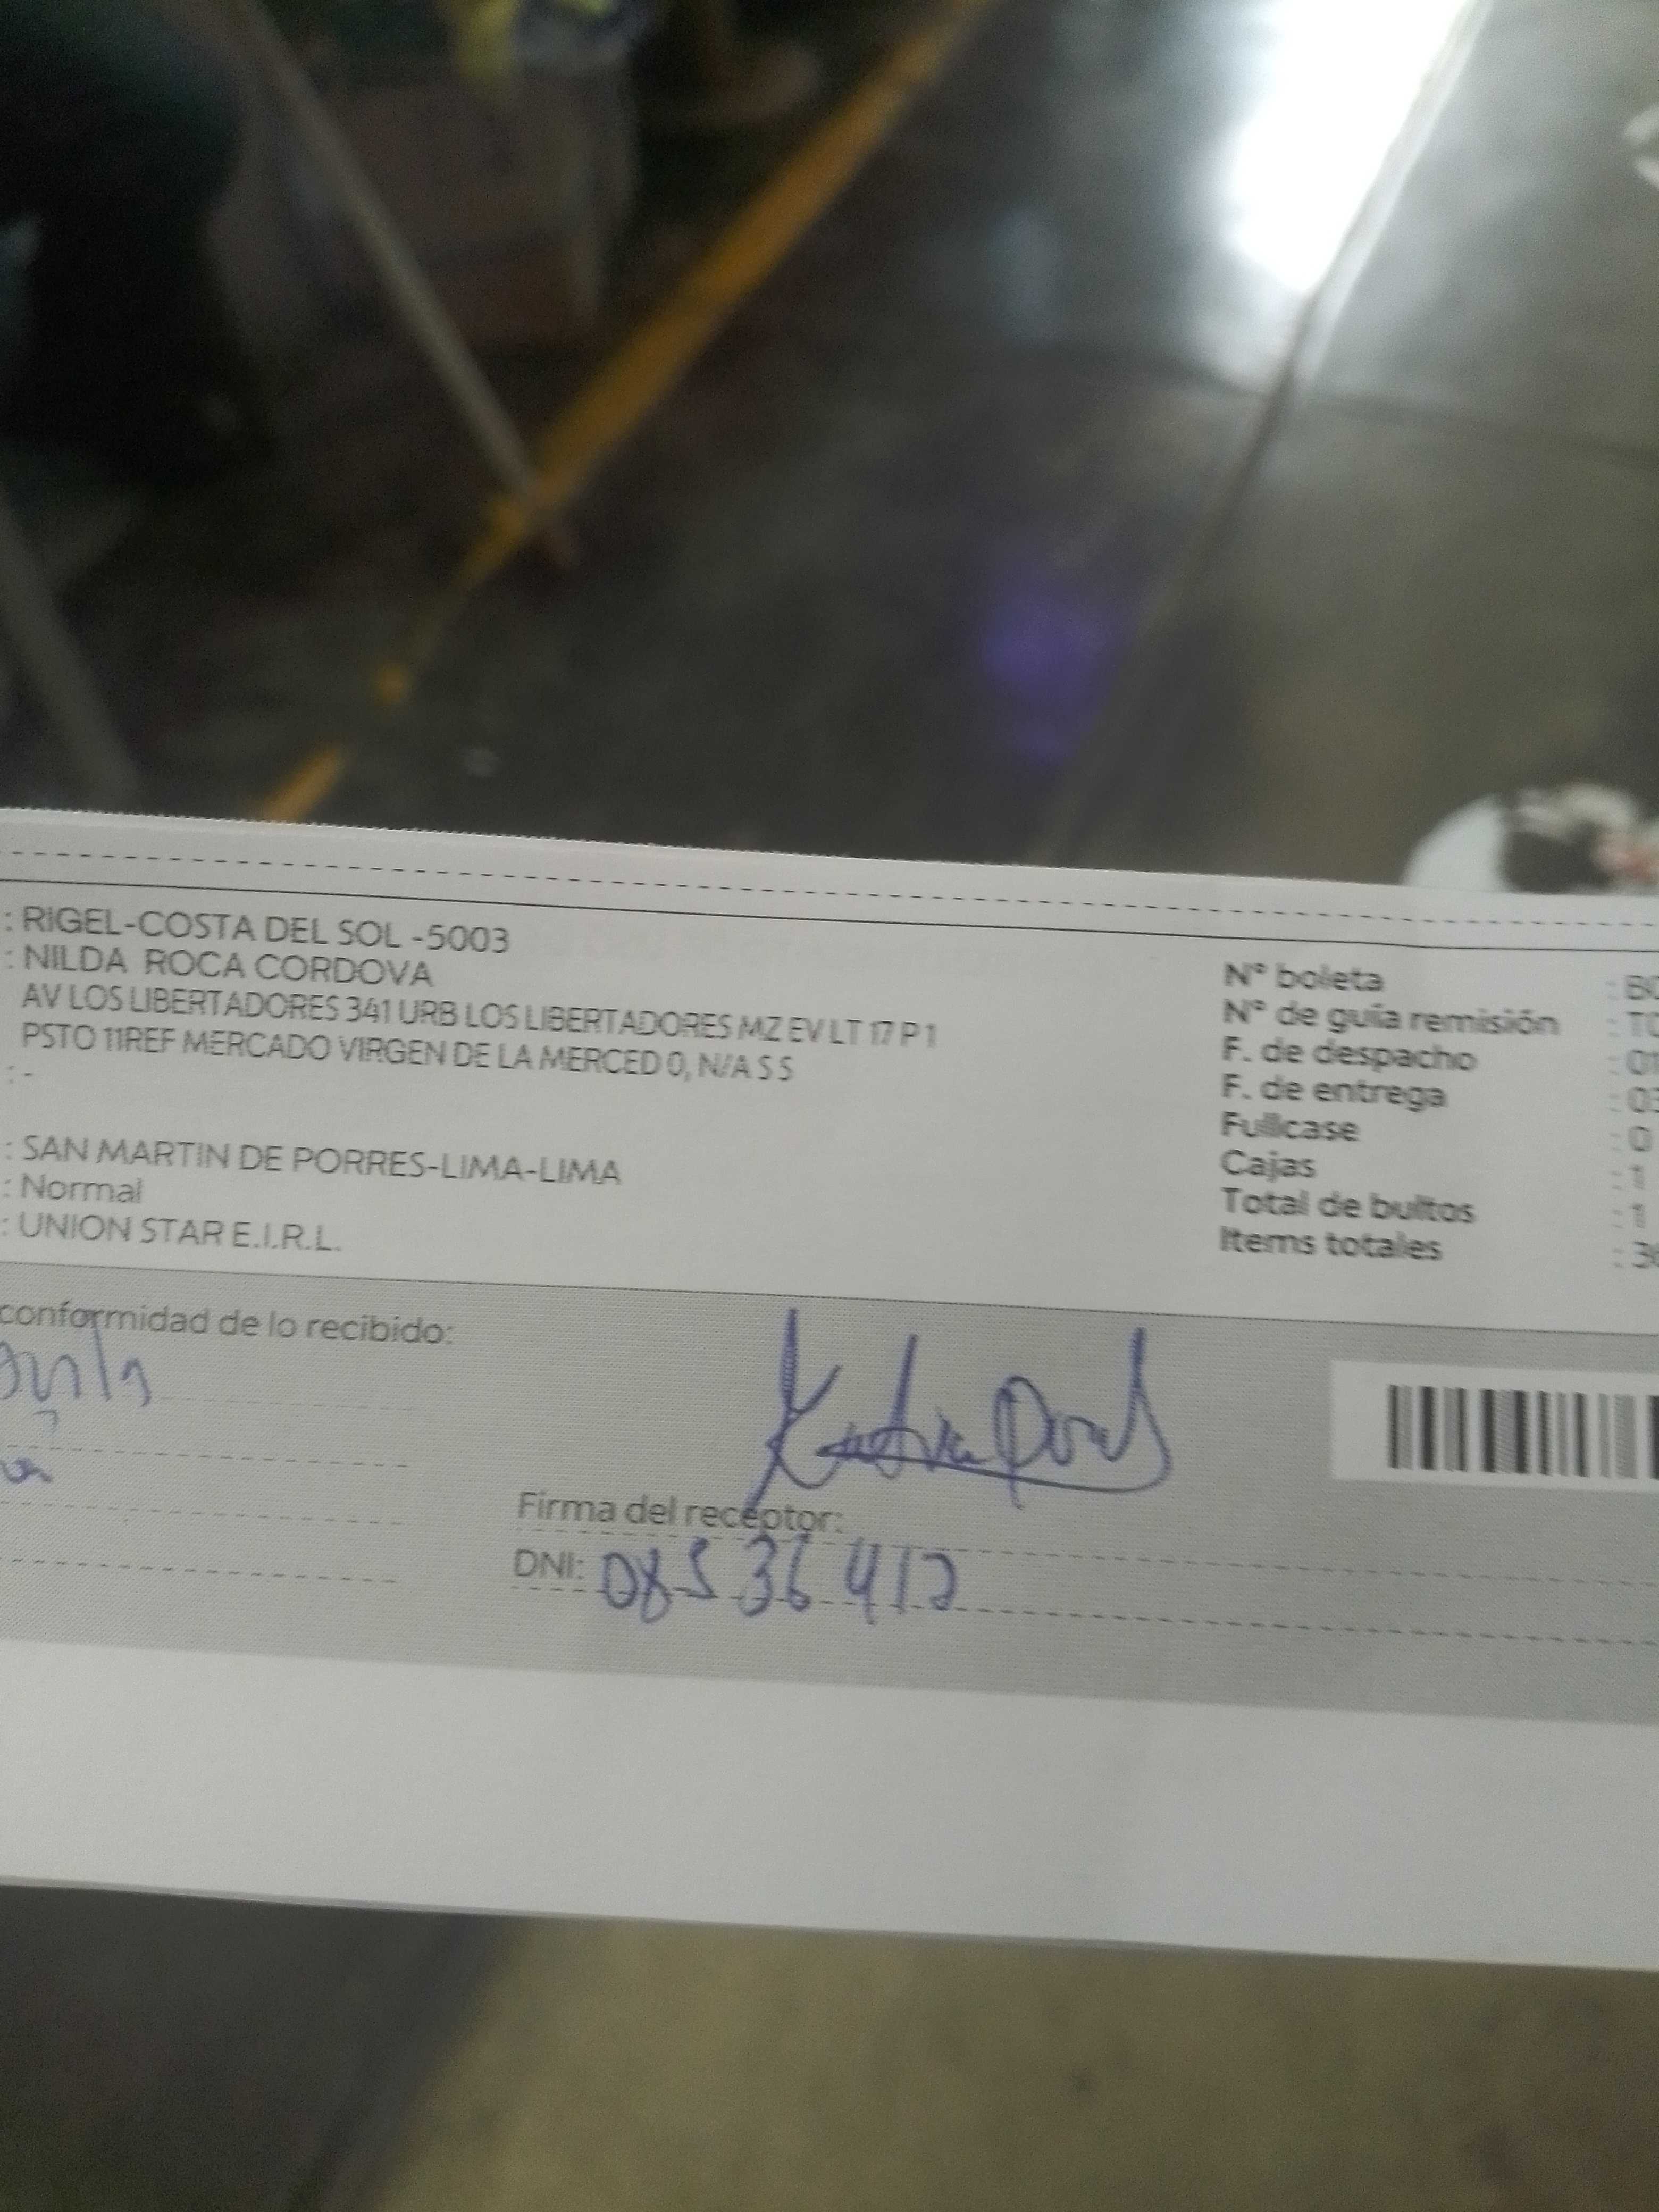 : RIGEL-COSTA DEL SOL -5003
: NILDA ROCA CORDOVA
AV LOS LIBERTADORES 341 URB LOS LIBERTADORES MZ EV LT 17 P 1
PSTO 11REF MERCADO VIRGEN DE LA MERCED 0, N/A S 5
: -
: SAN MARTIN DE PORRES-LIMA-LIMA
: Normal
: UNION STAR E.I.R.L.
N° boleta
N° de guía remisión
F. de despacho
F. de entrega
Fullcase : 0
Cajas : 1
Total de bultos : 1
Items totales
conformidad de lo recibido:
Firma del receptor:
DNI: 08536412